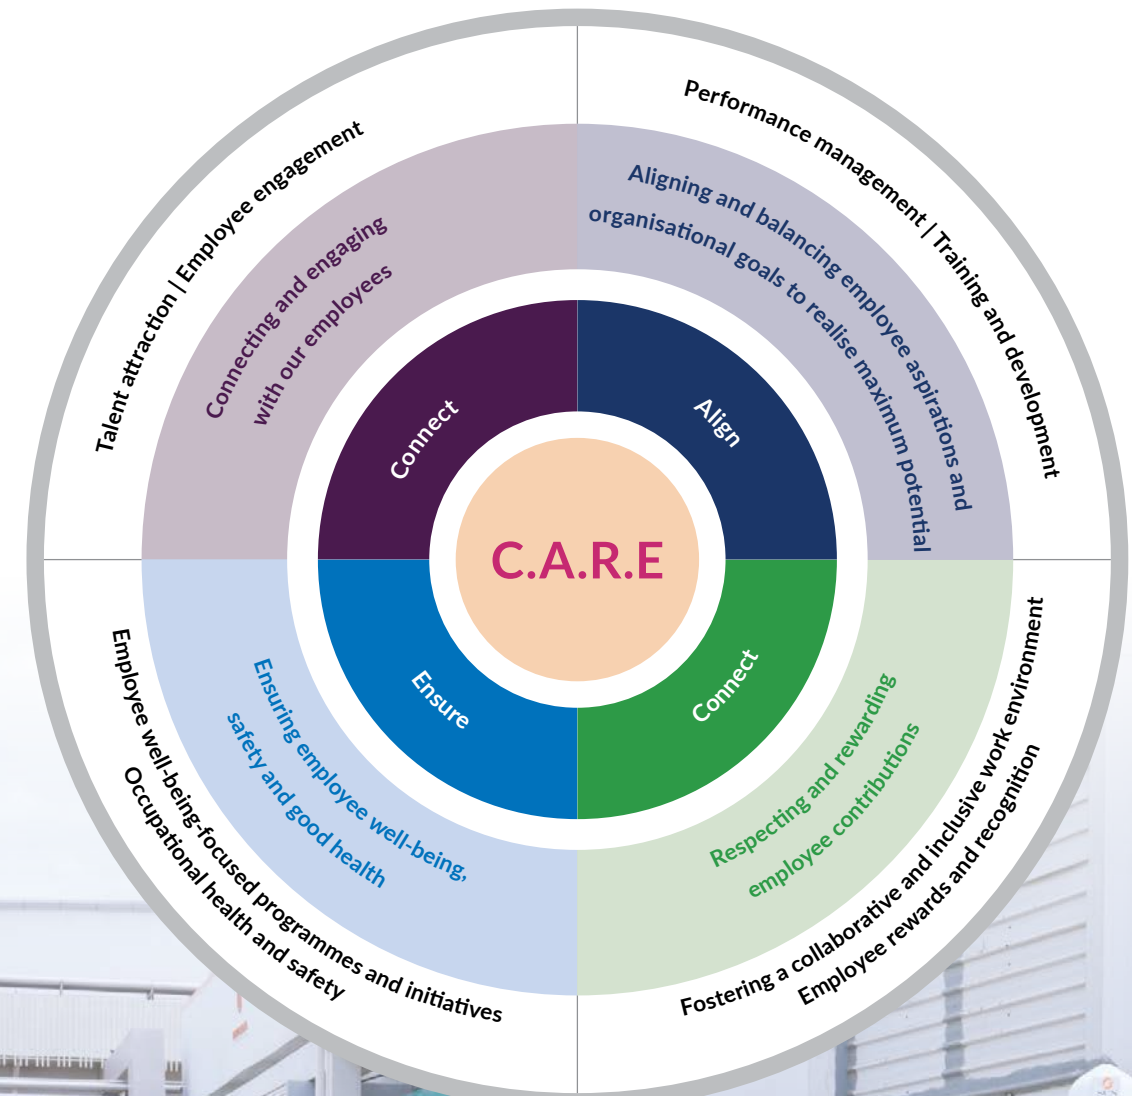 Talent attraction | Employee engagement
Connecting and engaging
with our employees
Connect
Performance management | Training and development
Aligning and balancing employee aspirations and
organisational goals to realise maximum potential
Align
C.A.R.E
Ensure
Ensuring employee well-being,
safety and good health
Employee well-being-focused programmes and initiatives
Occupational health and safety
Connect
Respecting and rewarding
employee contributions
Fostering a collaborative and inclusive work environment
Employee rewards and recognition